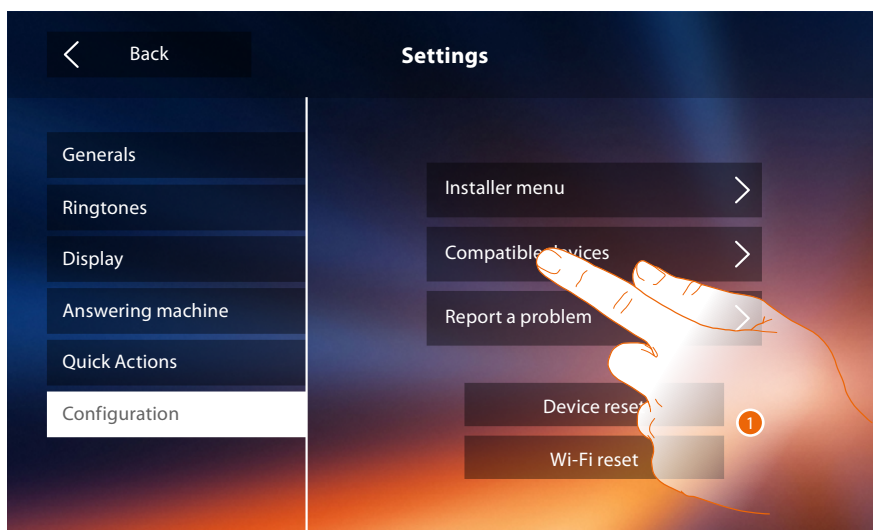 Back
Settings
Generals
Ringtones
Display
Answering machine
Quick Actions
Configuration
Installer menu
Compatible devices
Report a problem
Device reset
Wi-Fi reset
1